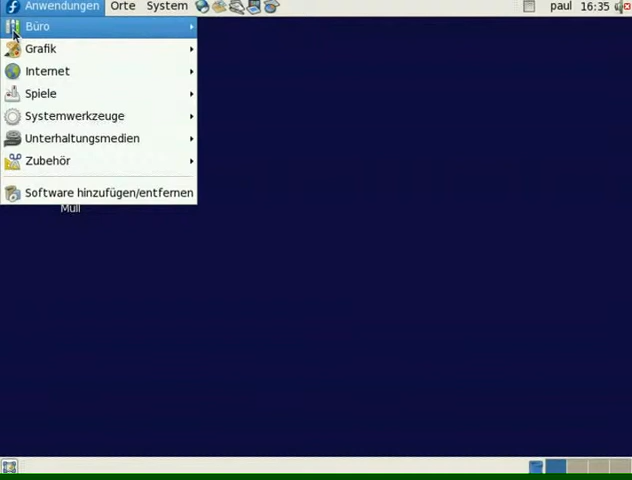 Anwendungen Orte System paul 16:35
Büro
Grafik
Internet
Spiele
Systemwerkzeuge
Unterhaltungsmedien
Zubehör
Software hinzufügen/entfernen
Müll